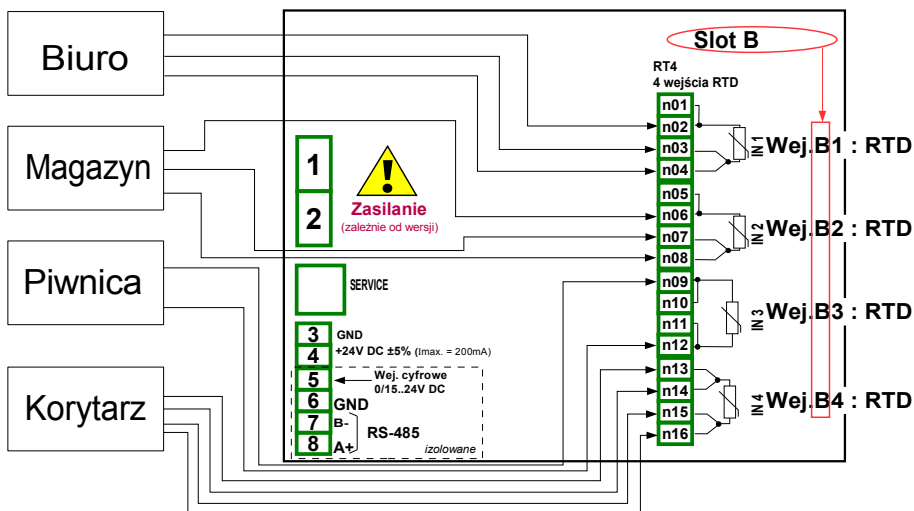 Biuro
Magazyn
Piwnica
Korytarz
1
2
Zasilanie
(zależnie od wersji)
SERVICE
3 GND
4 +24V DC ±5% (Imax. = 200mA)
5 Wej. cyfrowe
0/15..24V DC
6 GND
7 B-
RS-485
8 A+
izolowane
Slot B
RT4
4 wejścia RTD
n01
n02
n03
n04
IN 1 Wej.B1 : RTD
n05
n06
n07
n08
IN 2 Wej.B2 : RTD
n09
n10
n11
n12
IN 3 Wej.B3 : RTD
n13
n14
n15
n16
IN 4 Wej.B4 : RTD